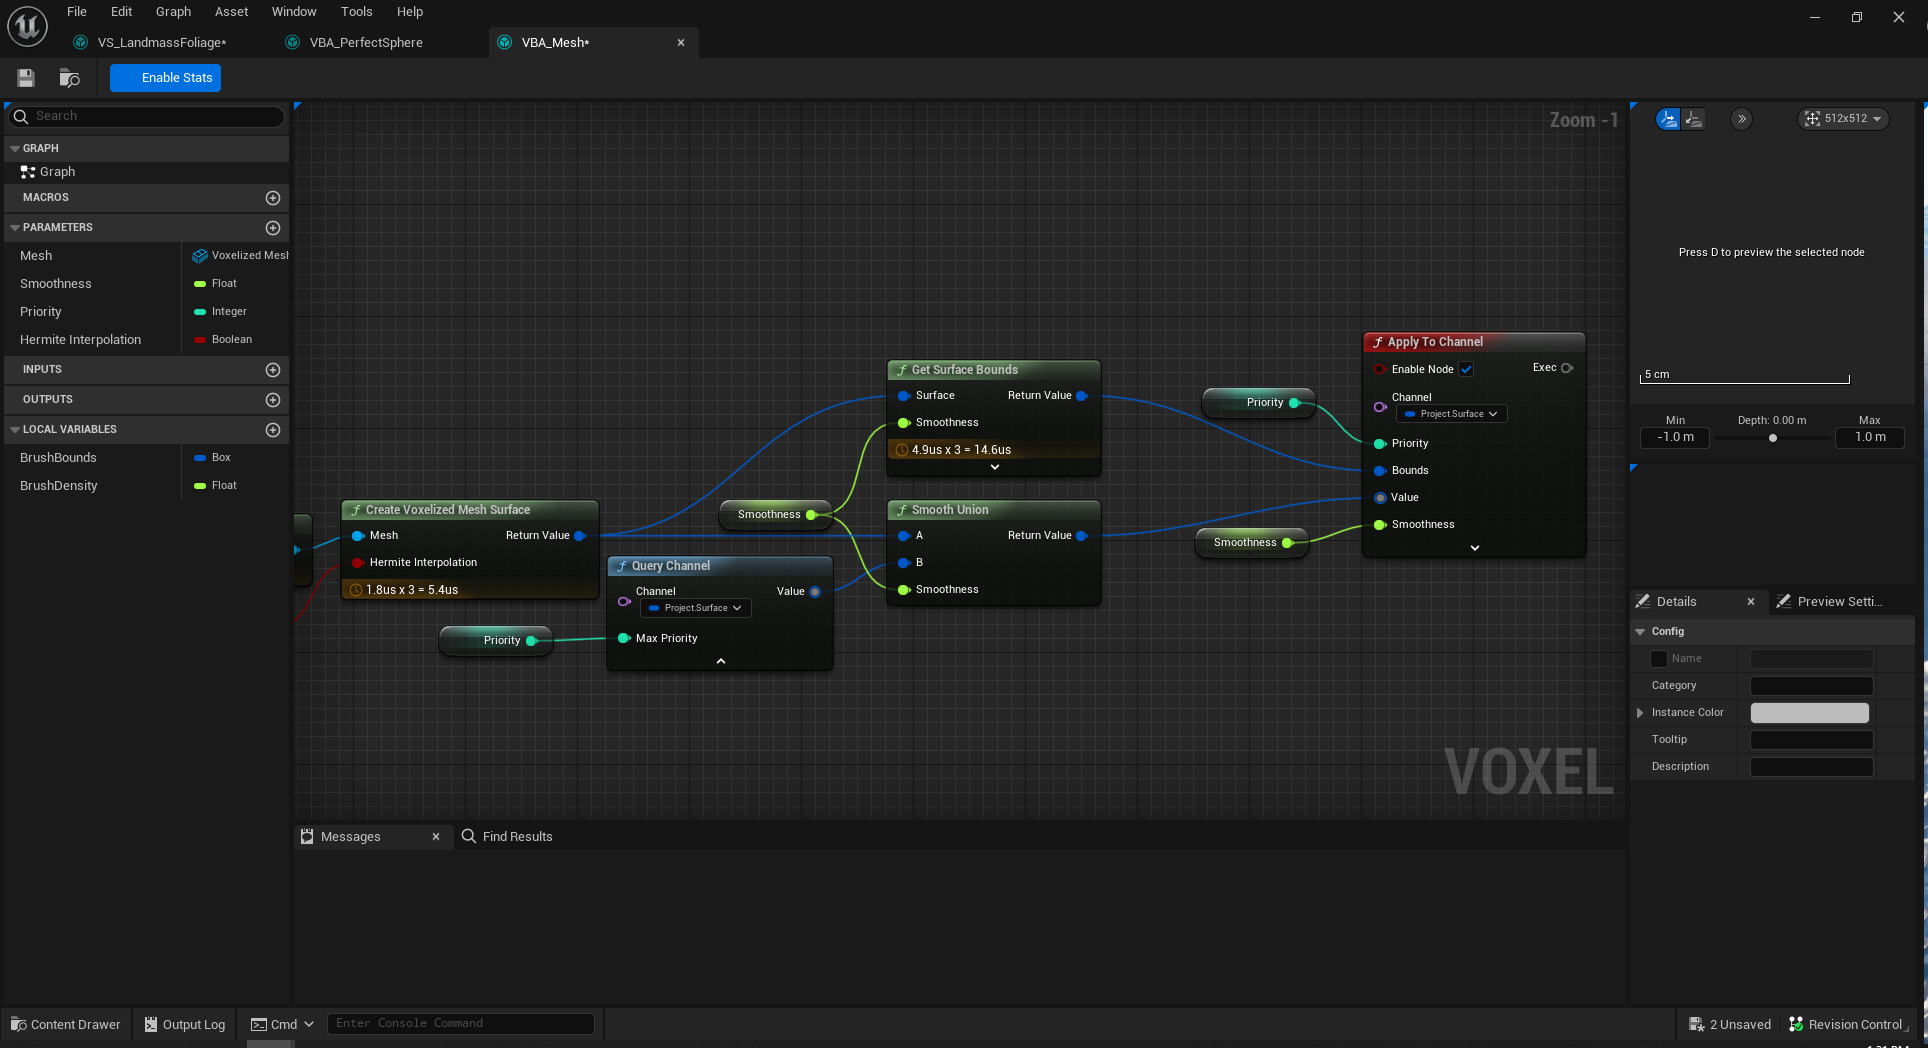 File Edit Graph Asset Window Tools Help
VS_LandmassFoliage*
VBA_PerfectSphere
VBA_Mesh*
Enable Stats
Search
GRAPH
Graph
MACROS
PARAMETERS
Mesh Voxelized Mesh
Smoothness Float
Priority Integer
Hermite Interpolation Boolean
INPUTS
OUTPUTS
LOCAL VARIABLES
BrushBounds Box
BrushDensity Float
Zoom -1
Create Voxelized Mesh Surface
Mesh Return Value
Hermite Interpolation
1.8us x 3 = 5.4us
Priority
Query Channel
Channel
Project.Surface
Value
Max Priority
Smoothness
Get Surface Bounds
Surface Return Value
Smoothness
4.9us x 3 = 14.6us
Smooth Union
A Return Value
B
Smoothness
Priority
Smoothness
Apply To Channel
Enable Node Exec
Channel
Project.Surface
Priority
Bounds
Value
Smoothness
VOXEL
Messages
Find Results
512x512
Press D to preview the selected node
5 cm
Min Depth: 0.00 m Max
-1.0 m 1.0 m
Details
Preview Setti...
Config
Name
Category
Instance Color
Tooltip
Description
Content Drawer
Output Log
Cmd
Enter Console Command
2 Unsaved
Revision Control